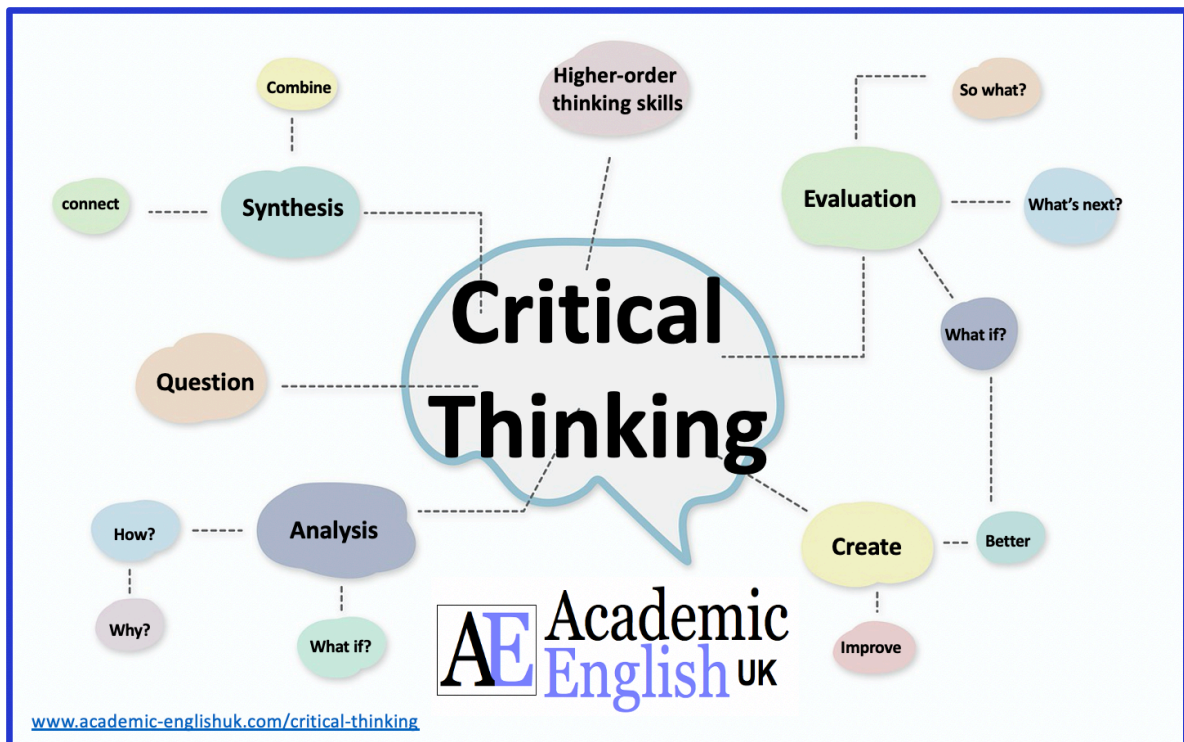 Combine
Higher-order
thinking skills
So what?
connect
Synthesis
Evaluation
What's next?
Critical
Thinking
What if?
Question
How?
Analysis
Create
Better
Why?
What if?
Improve
AE Academic
English UK
www.academic-englishuk.com/critical-thinking